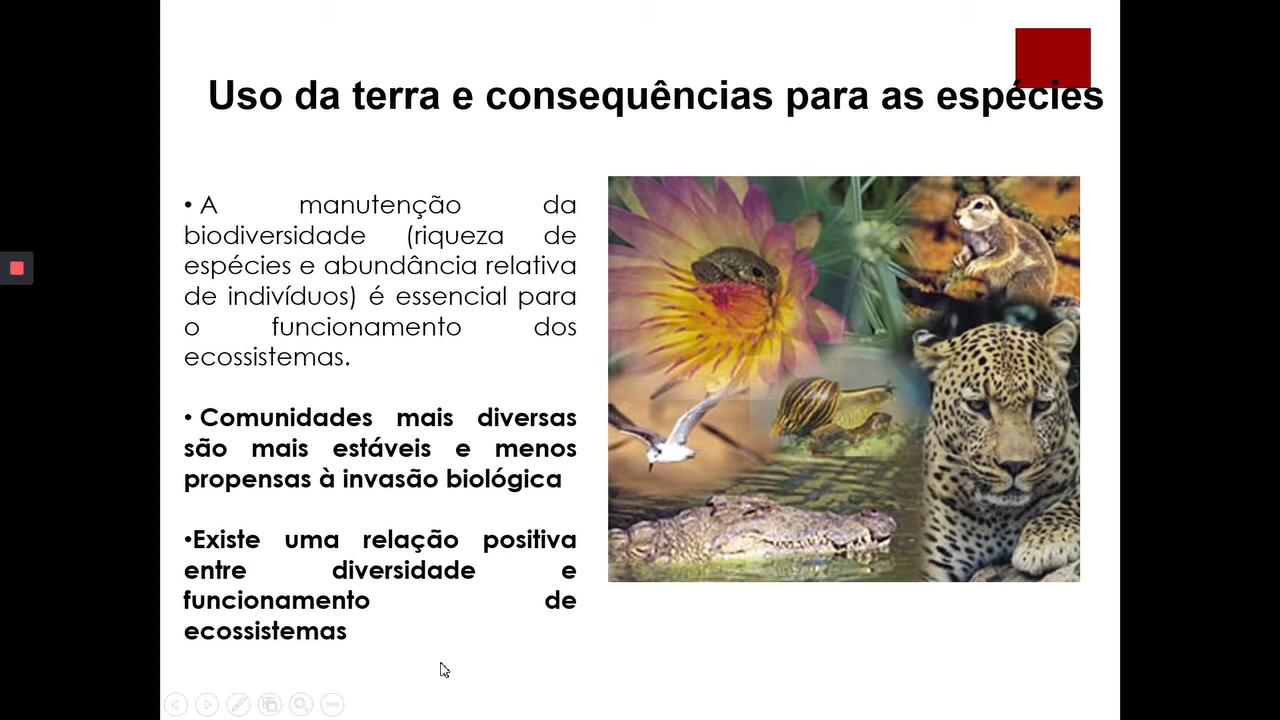 Uso da terra e consequências para as espécies
• A manutenção da
biodiversidade (riqueza de
espécies e abundância relativa
de indivíduos) é essencial para
o funcionamento dos
ecossistemas.
• Comunidades mais diversas
são mais estáveis e menos
propensas à invasão biológica
•Existe uma relação positiva
entre diversidade e
funcionamento de
ecossistemas